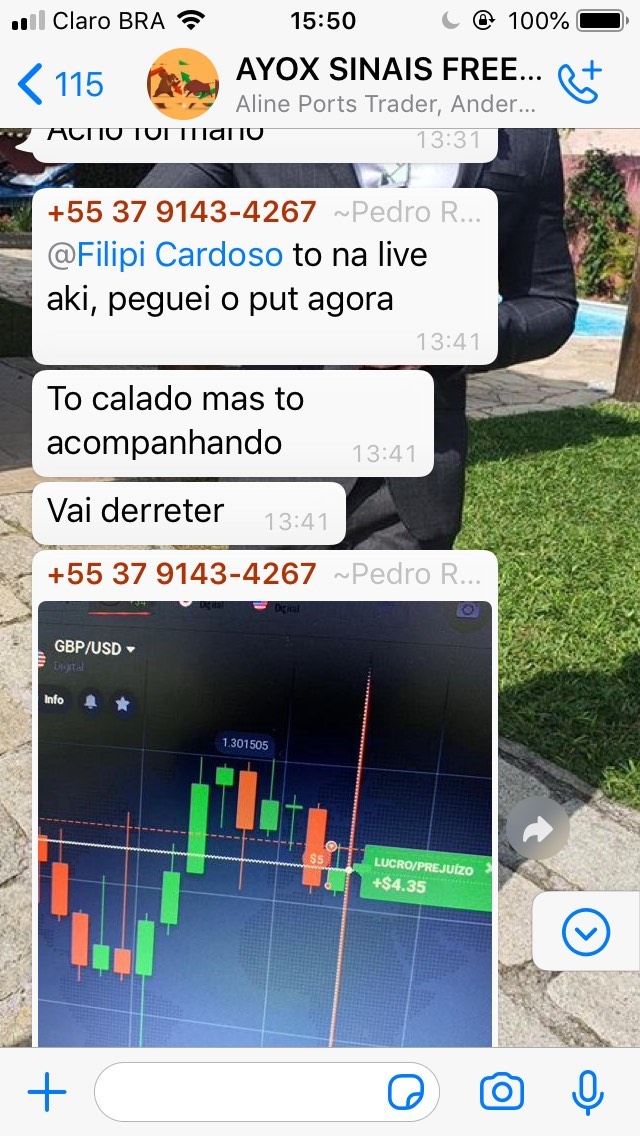 Claro BRA
15:50
100%
115
AYOX SINAIS FREE...
Aline Ports Trader, Ander...
Acho foi mano
13:31
+55 37 9143-4267 ~Pedro R...
@Filipi Cardoso to na live
aki, peguei o put agora
13:41
To calado mas to
acompanhando
13:41
Vai derreter
13:41
+55 37 9143-4267 ~Pedro R...
Digital
Digital
GBP/USD
Digital
Info
1.301505
$5
LUCRO/PREJUÍZO
+$4.35